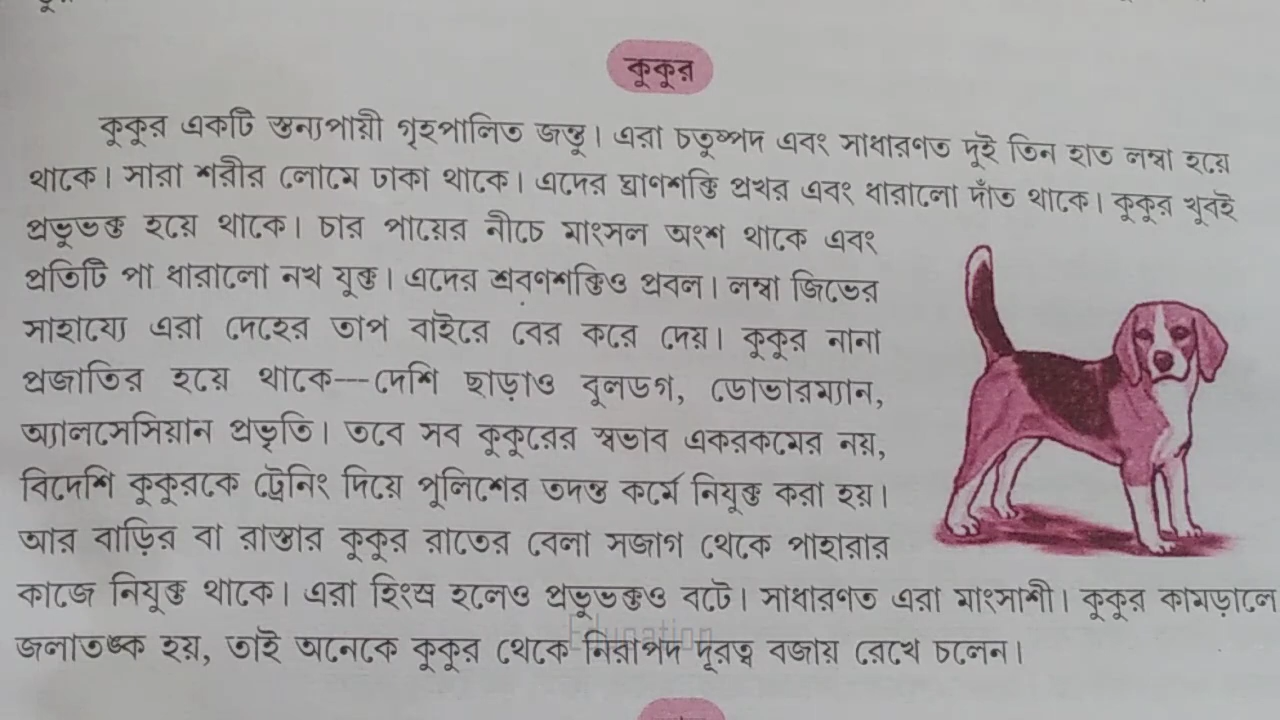 কুকুর
কুকুর একটি স্তন্যপায়ী গৃহপালিত জন্তু। এরা চতুষ্পদ এবং সাধারণত দুই তিন হাত লম্বা হয়ে
থাকে। সারা শরীর লোমে ঢাকা থাকে। এদের ঘ্রাণশক্তি প্রখর এবং ধারালো দাঁত থাকে। কুকুর খুবই
প্রভুভক্ত হয়ে থাকে। চার পায়ের নীচে মাংসল অংশ থাকে এবং
প্রতিটি পা ধারালো নখ যুক্ত। এদের শ্রবণশক্তিও প্রবল। লম্বা জিভের
সাহায্যে এরা দেহের তাপ বাইরে বের করে দেয়। কুকুর নানা
প্রজাতির হয়ে থাকে—দেশি ছাড়াও বুলডগ, ডোভারম্যান,
অ্যালসেসিয়ান প্রভৃতি। তবে সব কুকুরের স্বভাব একরকমের নয়,
বিদেশি কুকুরকে ট্রেনিং দিয়ে পুলিশের তদন্ত কর্মে নিযুক্ত করা হয়।
আর বাড়ির বা রাস্তার কুকুর রাতের বেলা সজাগ থেকে পাহারার
কাজে নিযুক্ত থাকে। এরা হিংস্র হলেও প্রভুভক্তও বটে। সাধারণত এরা মাংসাশী। কুকুর কামড়ালে
জলাতঙ্ক হয়, তাই অনেকে কুকুর থেকে নিরাপদ দূরত্ব বজায় রেখে চলেন।
Education